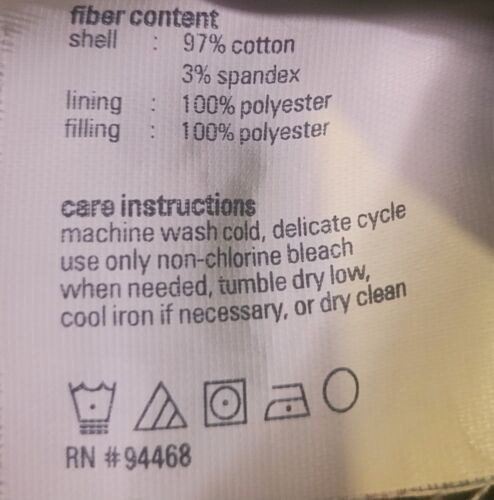 fiber content
shell : 97% cotton
3% spandex
lining : 100% polyester
filling : 100% polyester
care instructions
machine wash cold, delicate cycle
use only non-chlorine bleach
when needed, tumble dry low,
cool iron if necessary, or dry clean
RN #94468